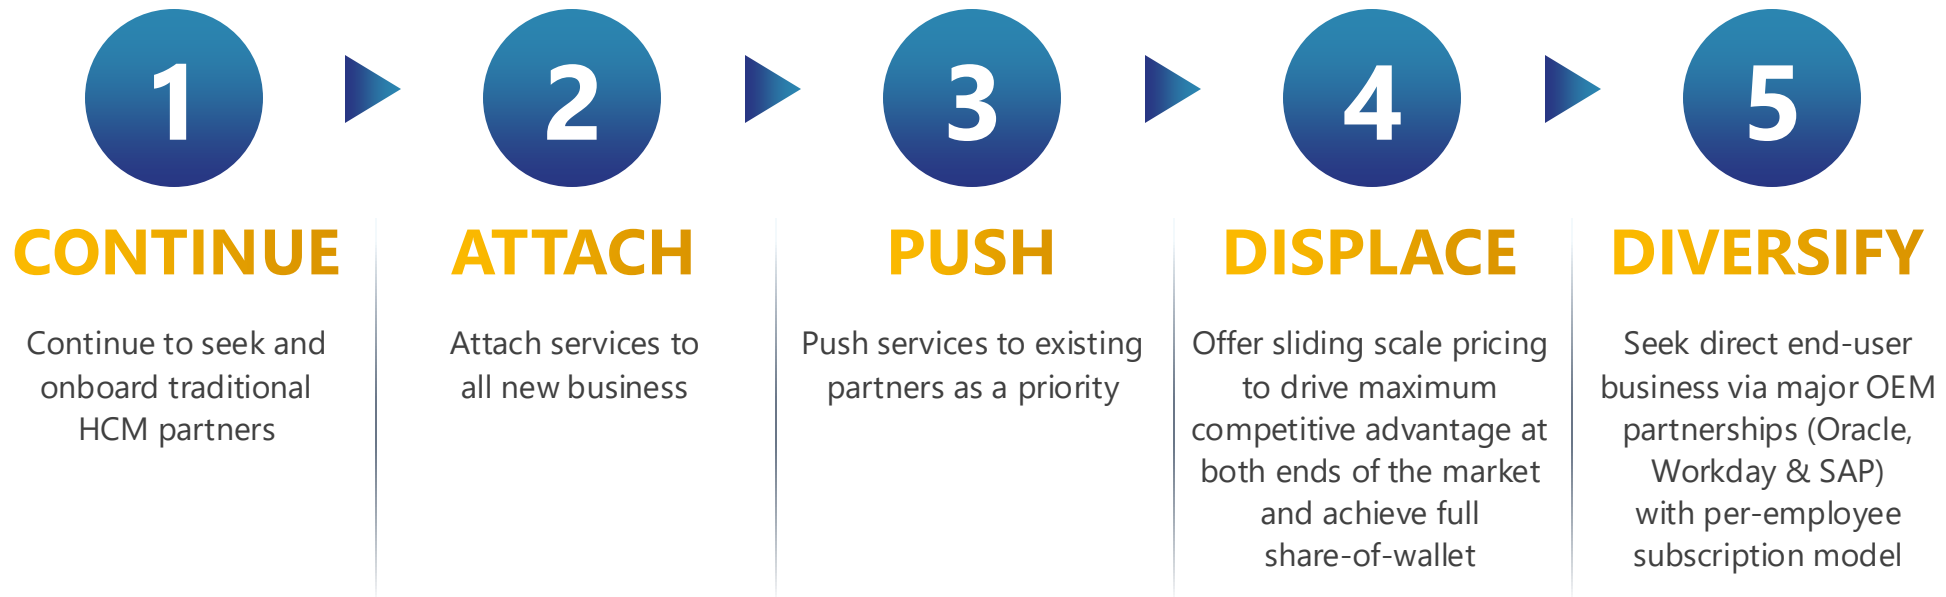 1
2
3
4
5
CONTINUE
Continue to seek and
onboard traditional
HCM partners
ATTACH
Attach services to
all new business
PUSH
Push services to existing
partners as a priority
DISPLACE
Offer sliding scale pricing
to drive maximum
competitive advantage at
both ends of the market
and achieve full
share-of-wallet
DIVERSIFY
Seek direct end-user
business via major OEM
partnerships (Oracle,
Workday & SAP)
with per-employee
subscription model